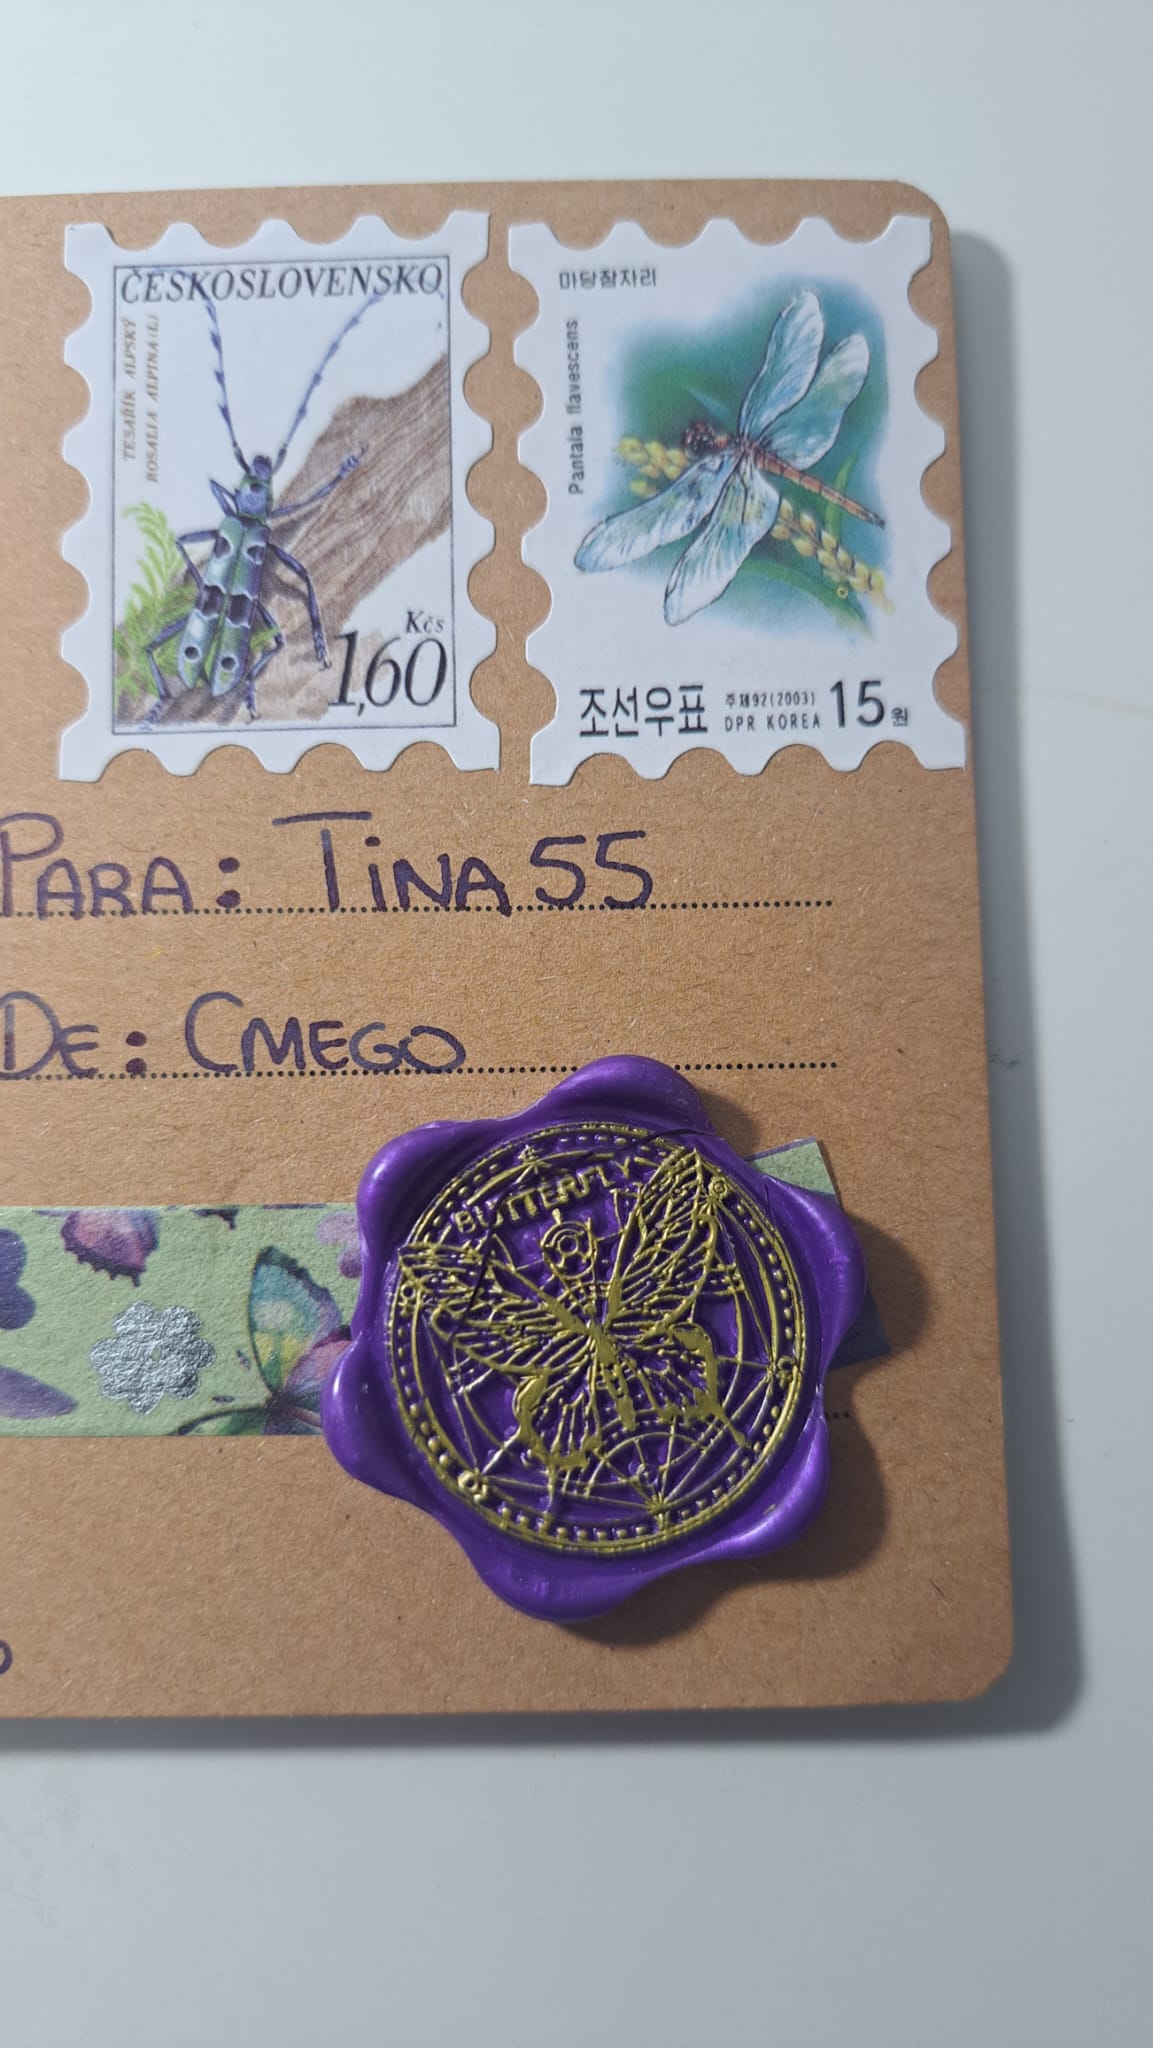 ČESKOSLOVENSKO
TESAŘÍK ALPSKÝ
ROSALIA ALPINA (L)
Kčs
1,60
마당잠자리
Pantala flavescens
조선우표 주체92(2003) DPR KOREA 15원
PARA: TINA 55
DE: CMEGO
BUTTERFLY